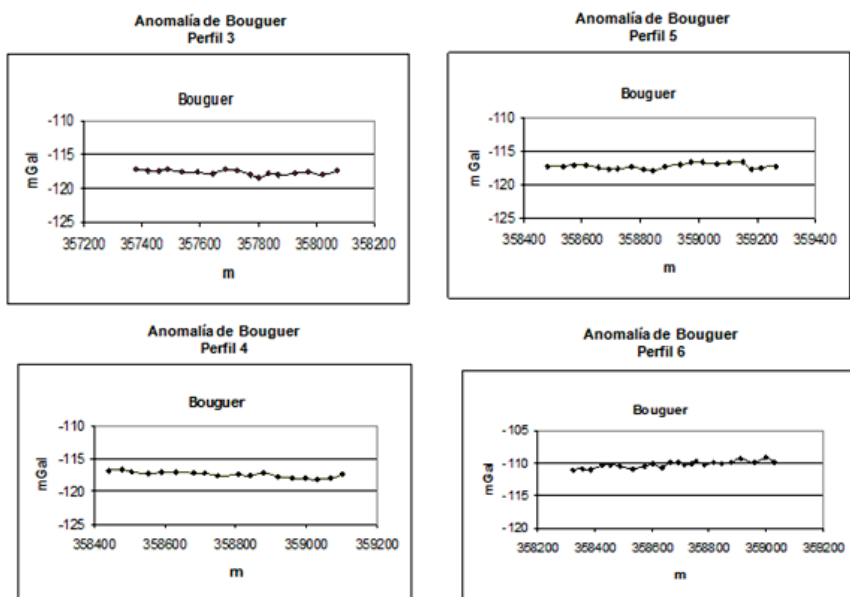 Anomalía de Bouguer
Perfil 3
Bouguer
-110
-115
-120
-125
mGal
357200 357400 357600 357800 358000 358200
m
Anomalía de Bouguer
Perfil 5
Bouguer
-110
-115
-120
-125
mGal
358400 358600 358800 359000 359200 359400
m
Anomalía de Bouguer
Perfil 4
Bouguer
-110
-115
-120
-125
mGal
358400 358600 358800 359000 359200
m
Anomalía de Bouguer
Perfil 6
Bouguer
-105
-110
-115
-120
mGal
358200 358400 358600 358800 359000 359200
m